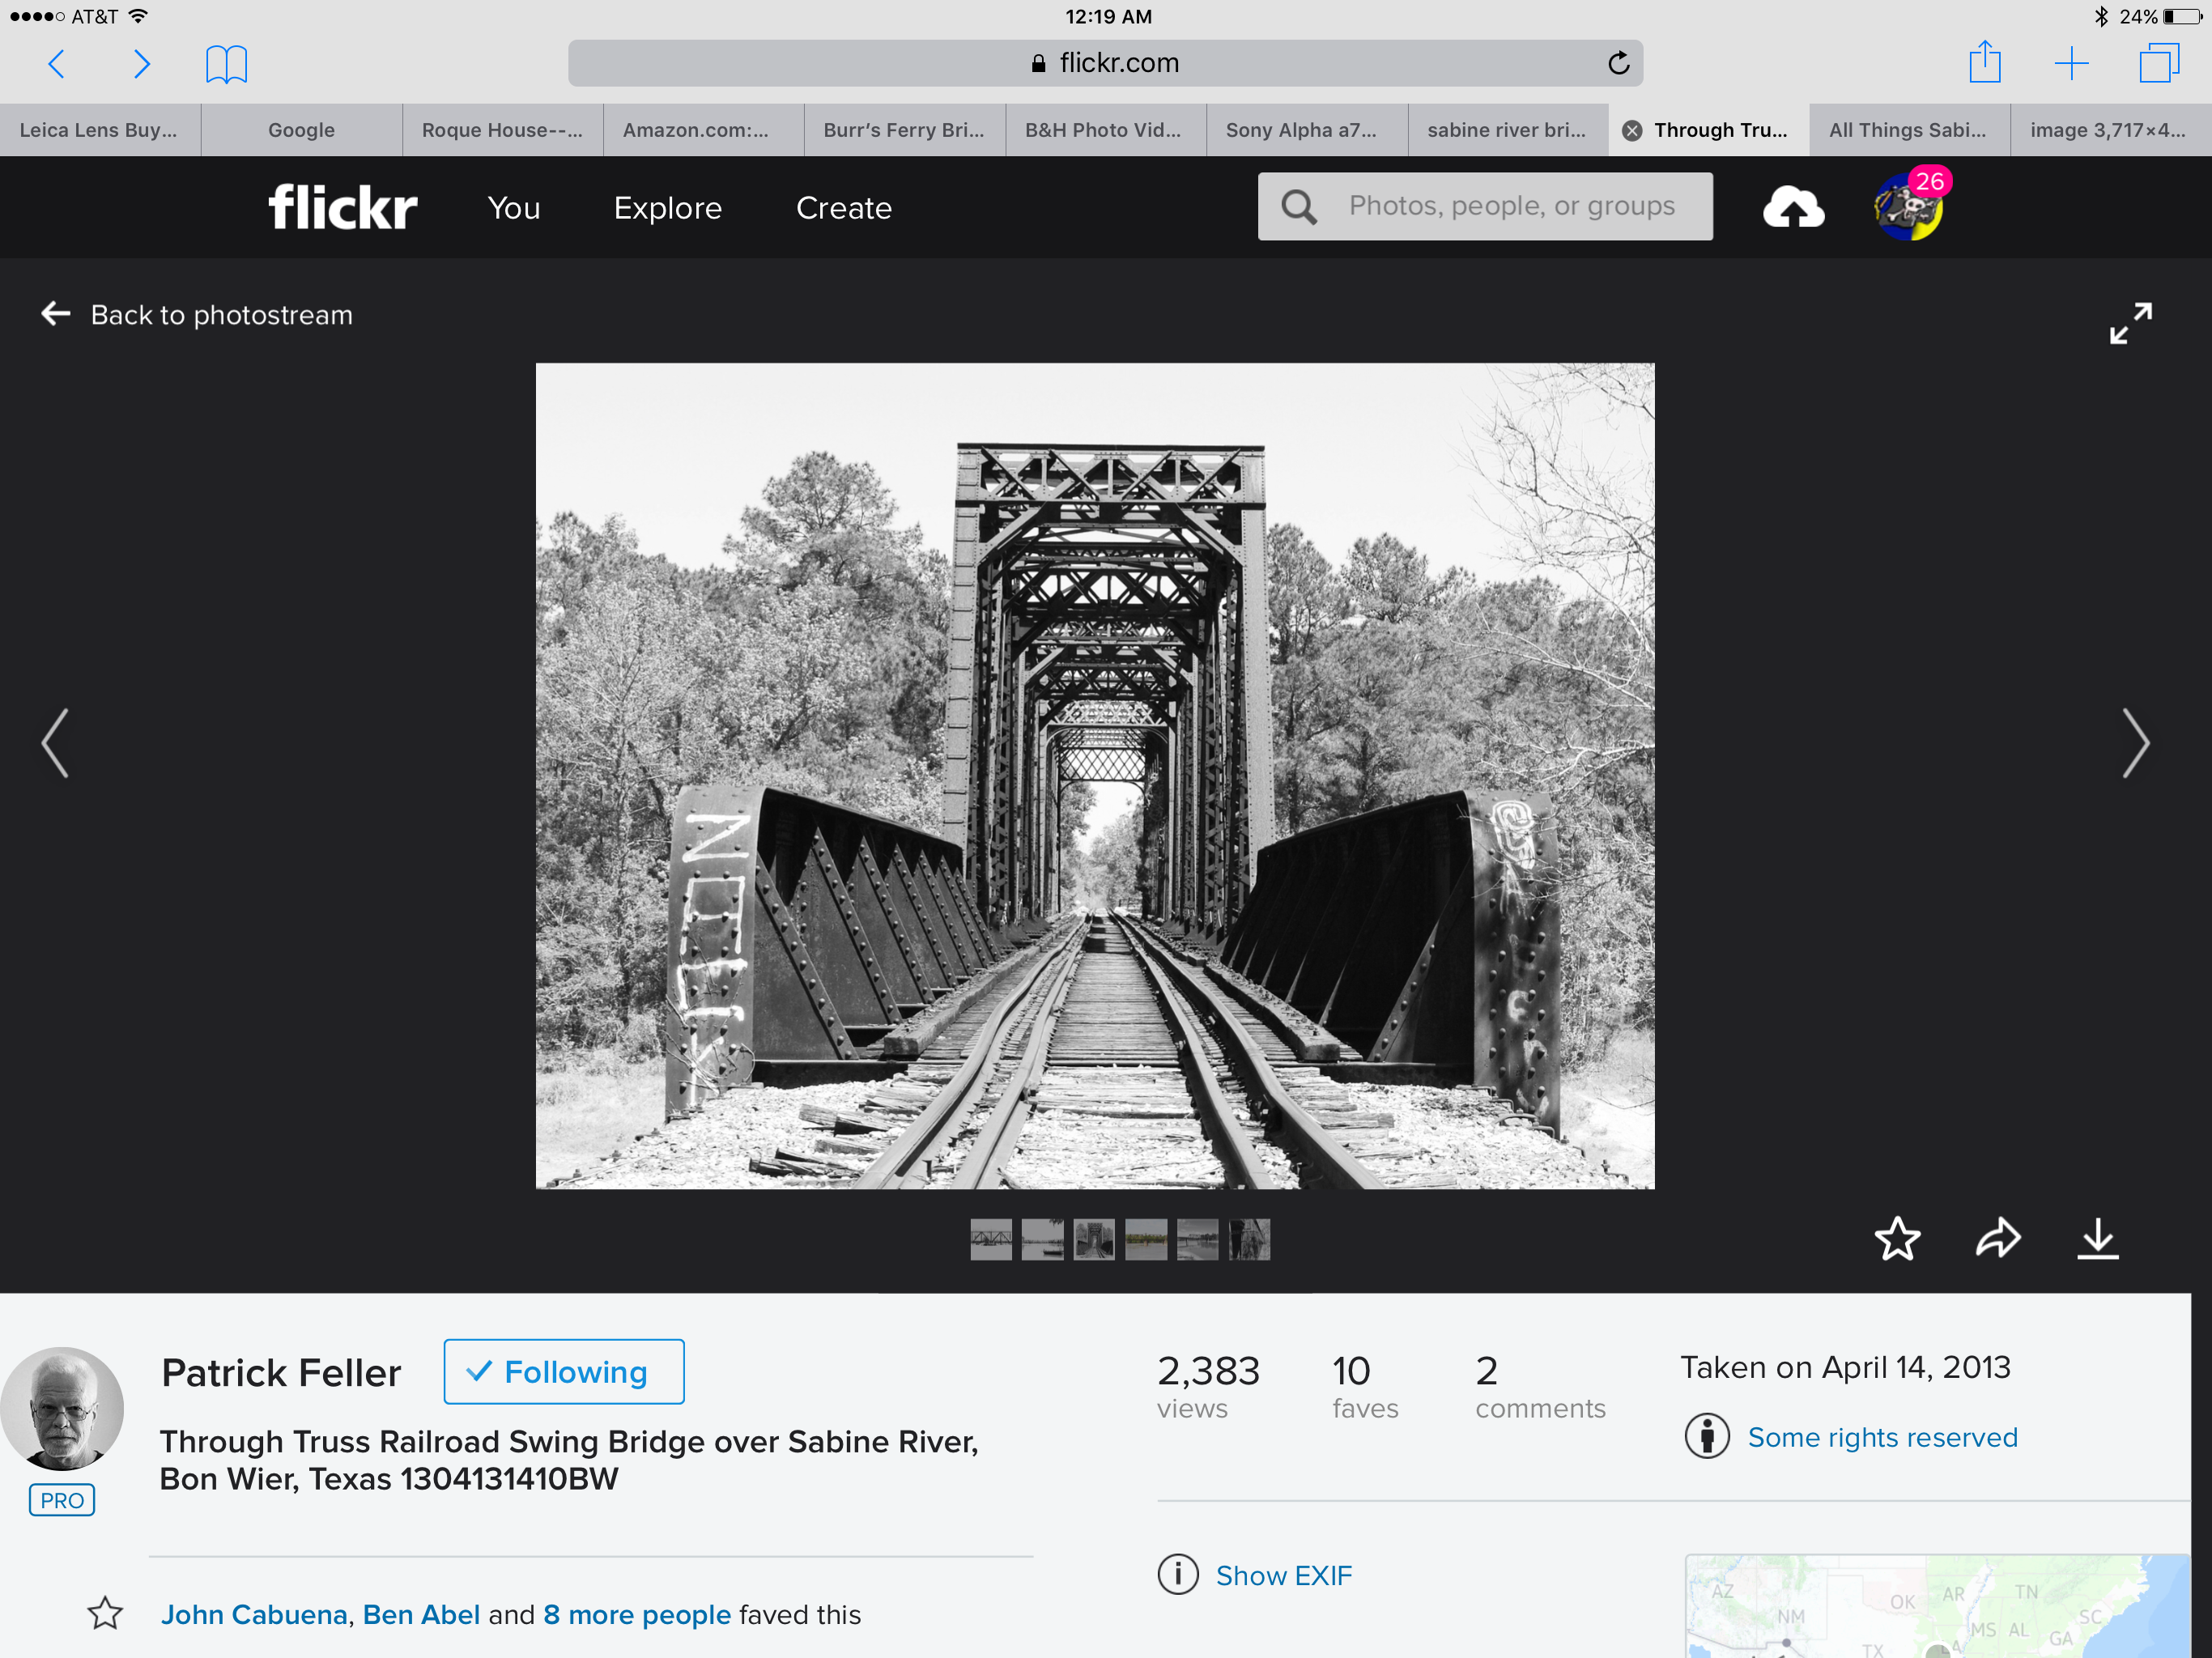 AT&T
12:19 AM
24%
flickr.com
Leica Lens Buy...
Google
Roque House--...
Amazon.com:...
Burr's Ferry Bri...
B&H Photo Vid...
Sony Alpha a7...
sabine river bri...
Through Tru...
All Things Sabi...
image 3,717×4...
flickr
You
Explore
Create
Photos, people, or groups
26
Back to photostream
Patrick Feller
Following
PRO
Through Truss Railroad Swing Bridge over Sabine River,
Bon Wier, Texas 1304131410BW
John Cabuena, Ben Abel and 8 more people faved this
2,383
views
10
faves
2
comments
Taken on April 14, 2013
Some rights reserved
Show EXIF
AZ
NM
OK
AR
TN
SC
MS
AL
GA
TX
LA